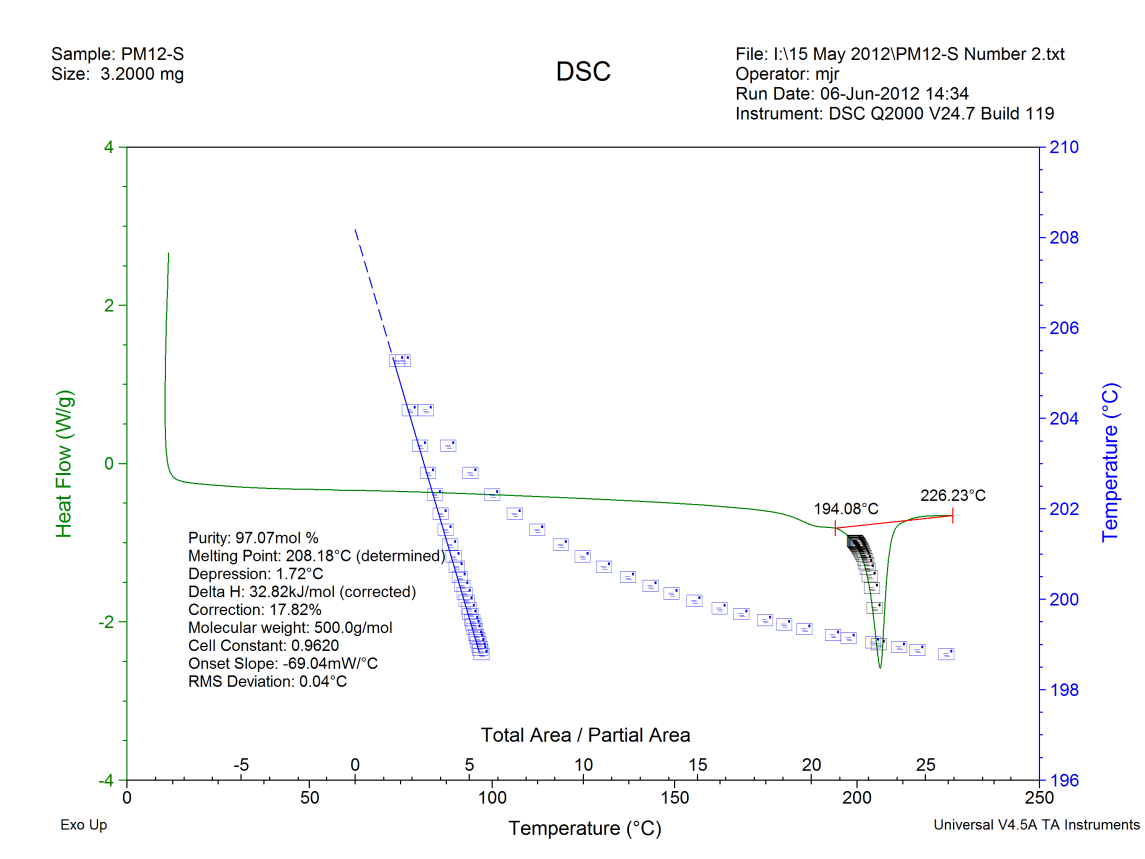 Sample: PM12-S
Size:  3.2000 mg
DSC
File: I:\15 May 2012\PM12-S Number 2.txt
Operator: mjr
Run Date: 06-Jun-2012 14:34
Instrument: DSC Q2000 V24.7 Build 119
4
2
0
-2
-4
Heat Flow (W/g)
210
208
206
204
202
200
198
196
Temperature (°C)
194.08°C
226.23°C
Purity: 97.07mol %
Melting Point: 208.18°C (determined)
Depression: 1.72°C
Delta H: 32.82kJ/mol (corrected)
Correction: 17.82%
Molecular weight: 500.0g/mol
Cell Constant: 0.9620
Onset Slope: -69.04mW/°C
RMS Deviation: 0.04°C
Total Area / Partial Area
-5 0 5 10 15 20 25
0 50 100 150 200 250
Temperature (°C)
Exo Up
Universal V4.5A TA Instruments